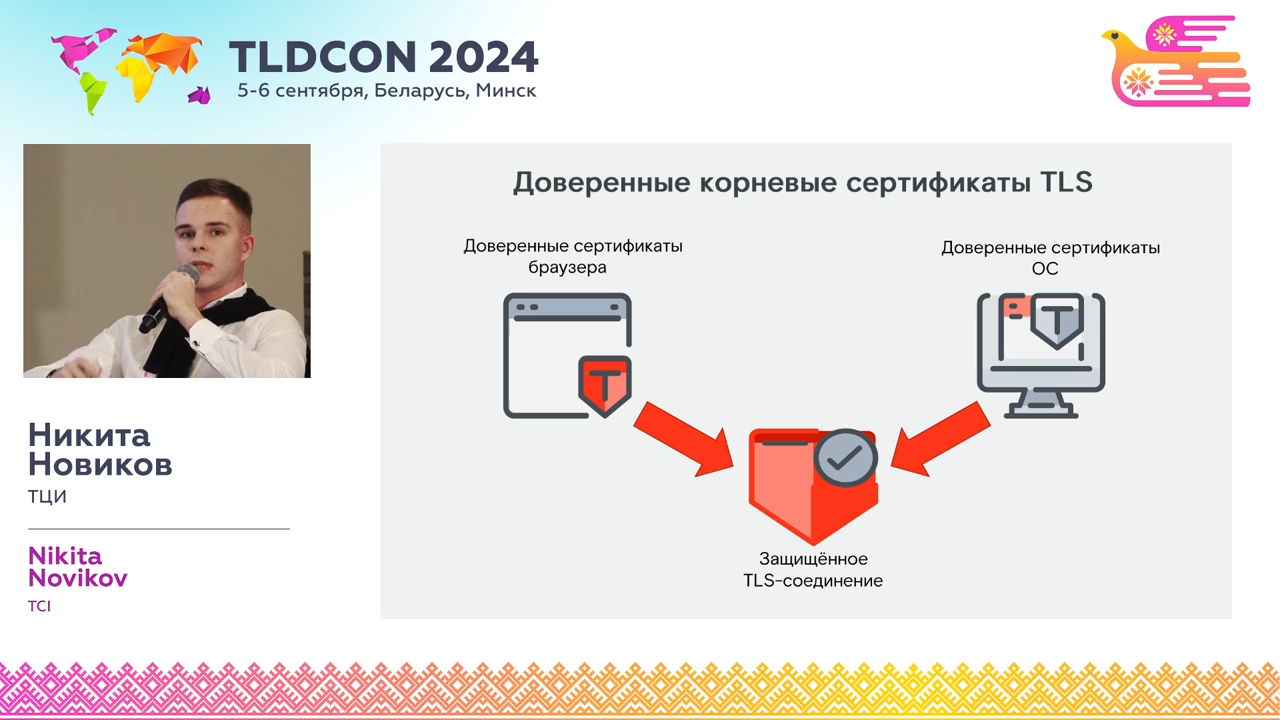 TLDCON 2024
5-6 сентября, Беларусь, Минск
Доверенные корневые сертификаты TLS
Доверенные сертификаты
браузера
Доверенные сертификаты
ОС
T
T
Защищённое
TLS-соединение
Никита
Новиков
ТЦИ
Nikita
Novikov
TCI